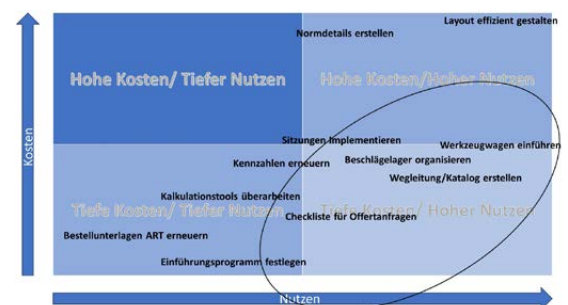 Layout effizient gestalten
Normdetails erstellen
Hohe Kosten/ Tiefer Nutzen
Hohe Kosten/Hoher Nutzen
Kosten
Sitzungen Implementieren
Werkzeugwagen einführen
Kennzahlen erneuern
Beschlägelager organisieren
Wegleitung/Katalog erstellen
Kalkulationstools überarbeiten
Tiefe Kosten/ Tiefer Nutzen
Tiefe Kosten/ Hoher Nutzen
Checkliste für Offertanfragen
Bestellunterlagen ART erneuern
Einführungsprogramm festlegen
Nutzen